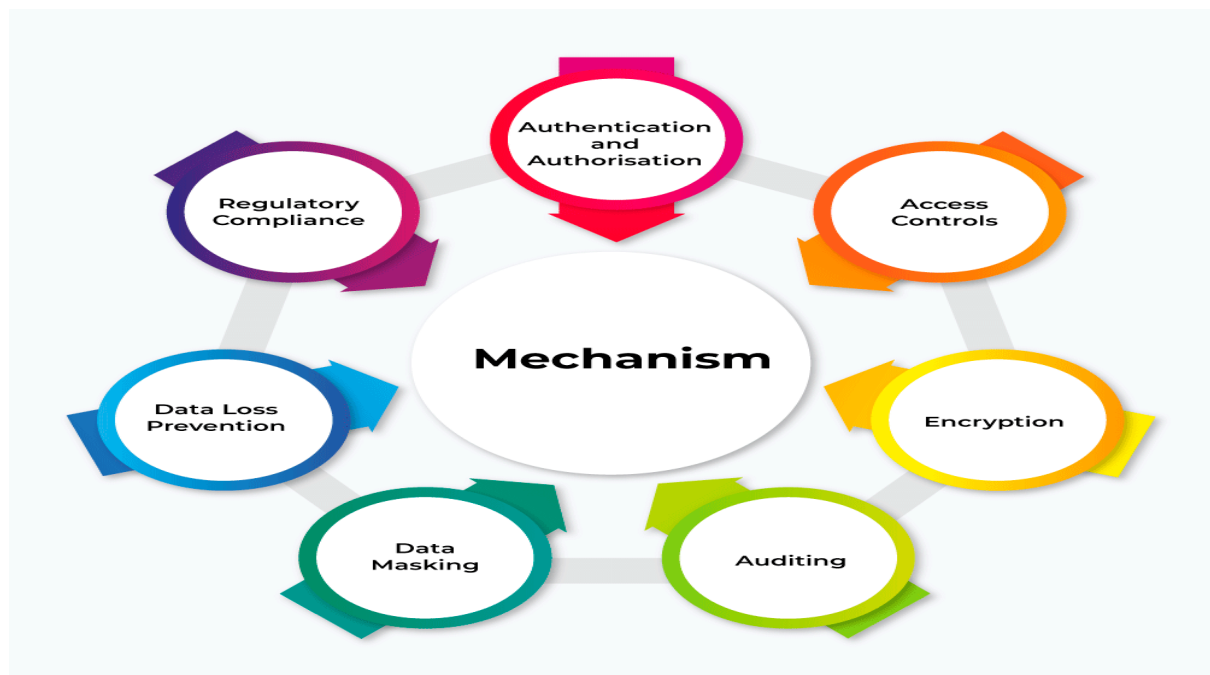 Authentication
and
Authorisation
Regulatory
Compliance
Access
Controls
Mechanism
Data Loss
Prevention
Encryption
Data
Masking
Auditing